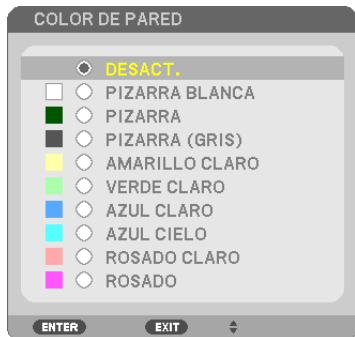 COLOR DE PARED
DESACT.
PIZARRA BLANCA
PIZARRA
PIZARRA (GRIS)
AMARILLO CLARO
VERDE CLARO
AZUL CLARO
AZUL CIELO
ROSADO CLARO
ROSADO
ENTER EXIT